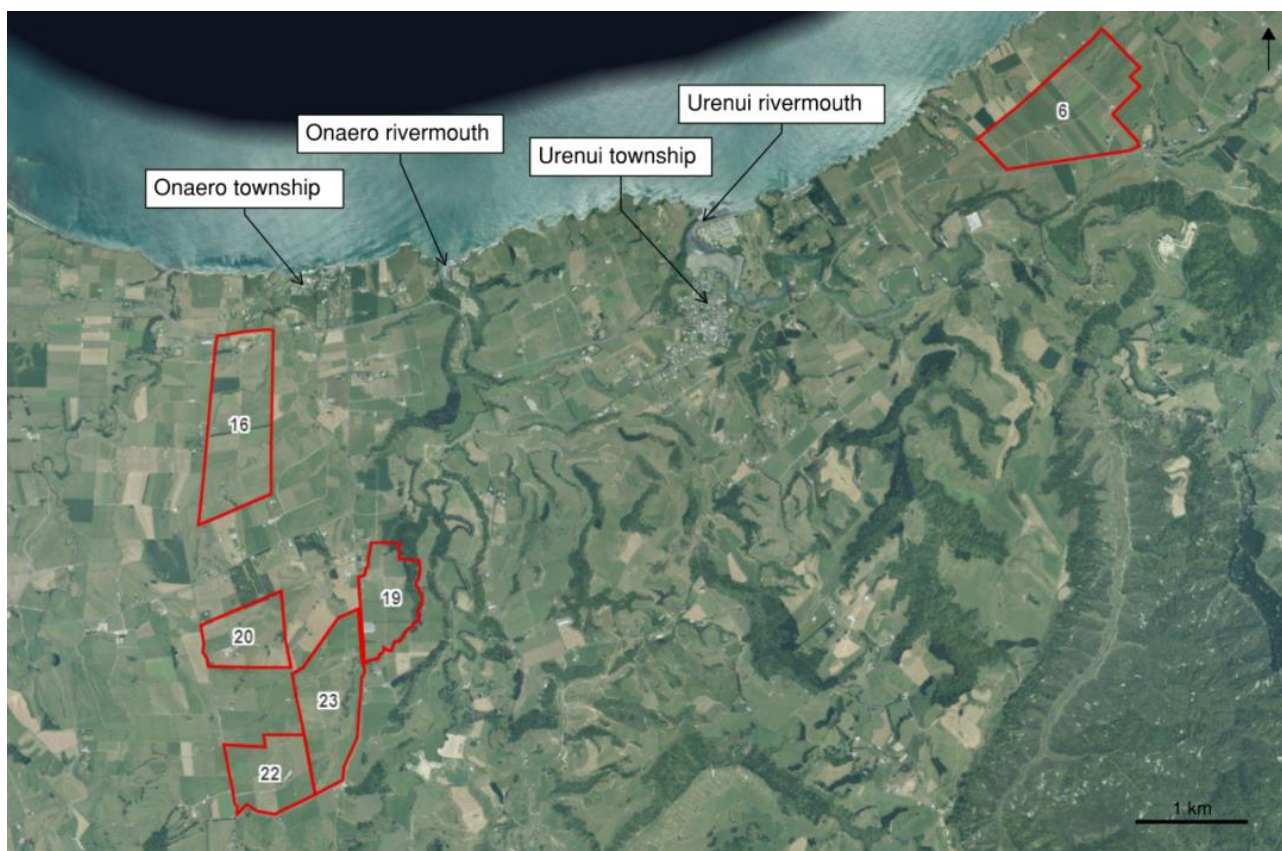 6
Urenui rivermouth
Onaero rivermouth
Urenui township
Onaero township
16
19
20
23
22
1 km